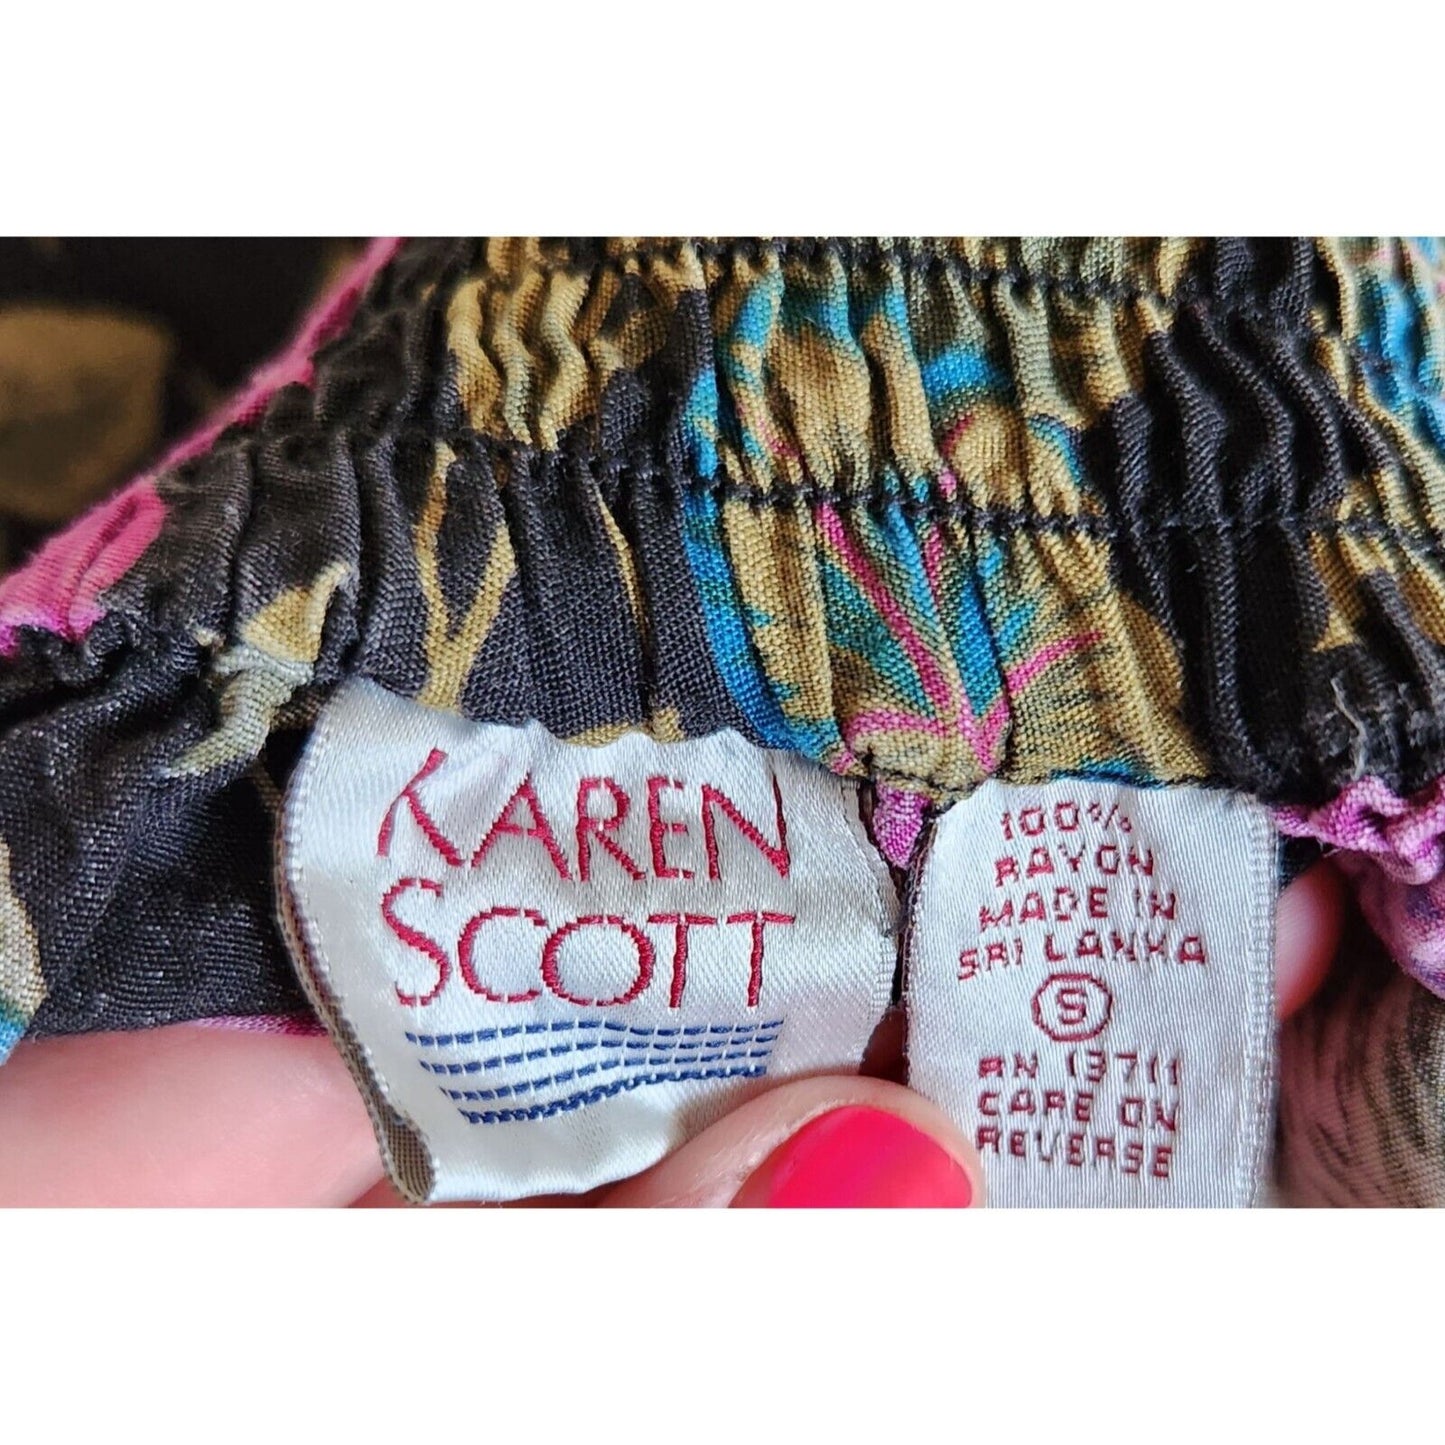 KAREN
SCOTT
100%
RAYON
MADE IN
SRI LANKA
S
RN 13711
CARE ON
REVERSE